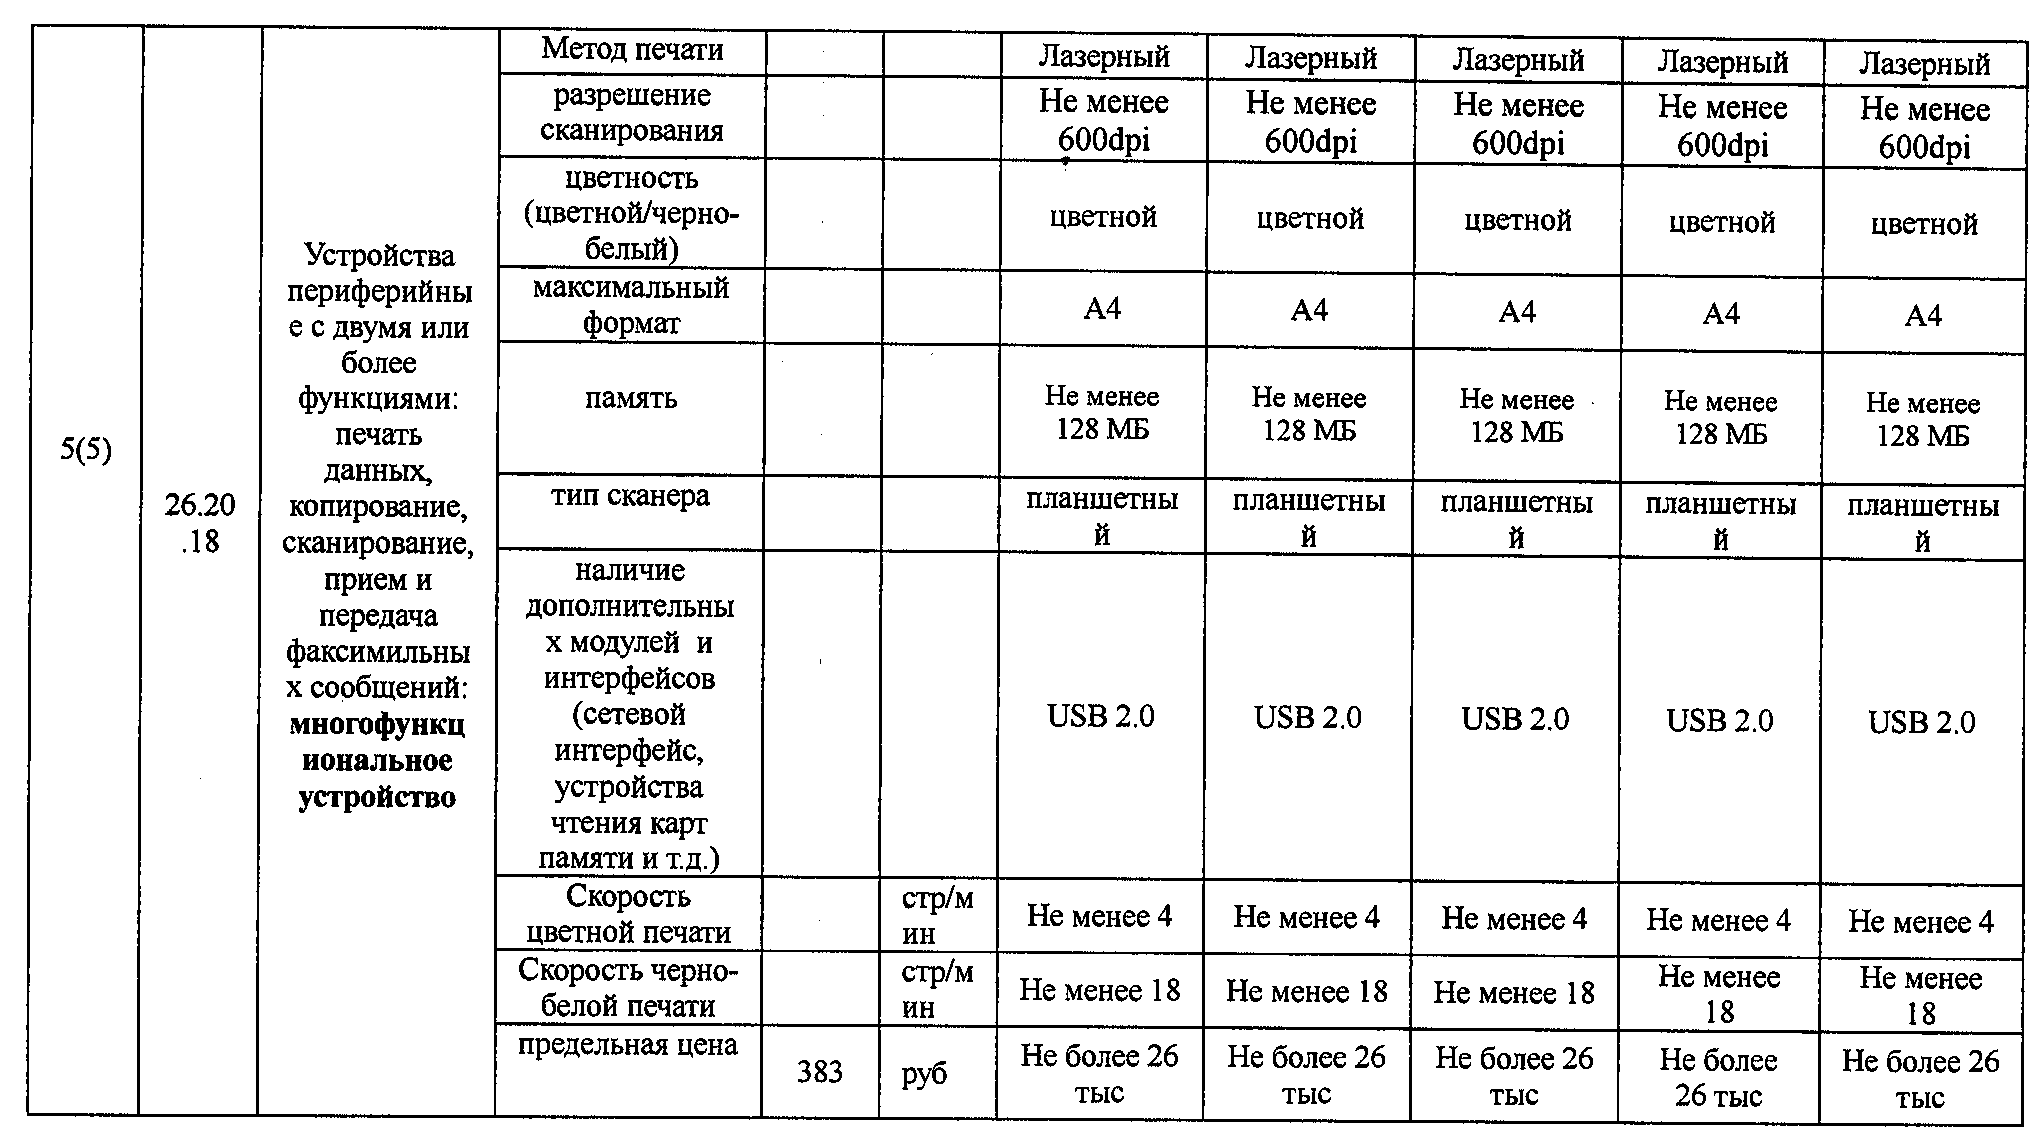 5(5)
26.20
.18
Устройства
периферийны
е с двумя или
более
функциями:
печать
данных,
копирование,
сканирование,
прием и
передача
факсимильны
х сообщений:
многофункц
иональное
устройство
Метод печати
Лазерный
Лазерный
Лазерный
Лазерный
Лазерный
разрешение
сканирования
Не менее
600dpi
Не менее
600dpi
Не менее
600dpi
Не менее
600dpi
Не менее
600dpi
цветность
(цветной/черно-
белый)
цветной
цветной
цветной
цветной
цветной
максимальный
формат
А4
А4
А4
А4
А4
память
Не менее
128 МБ
Не менее
128 МБ
Не менее
128 МБ
Не менее
128 МБ
Не менее
128 МБ
тип сканера
планшетны
й
планшетны
й
планшетны
й
планшетны
й
планшетны
й
наличие
дополнительны
х модулей и
интерфейсов
(сетевой
интерфейс,
устройства
чтения карт
памяти и т.д.)
USB 2.0
USB 2.0
USB 2.0
USB 2.0
USB 2.0
Скорость
цветной печати
стр/м
ин
Не менее 4
Не менее 4
Не менее 4
Не менее 4
Не менее 4
Скорость черно-
белой печати
стр/м
ин
Не менее 18
Не менее 18
Не менее 18
Не менее
18
Не менее
18
предельная цена
383
руб
Не более 26
тыс
Не более 26
тыс
Не более 26
тыс
Не более
26 тыс
Не более 26
тыс